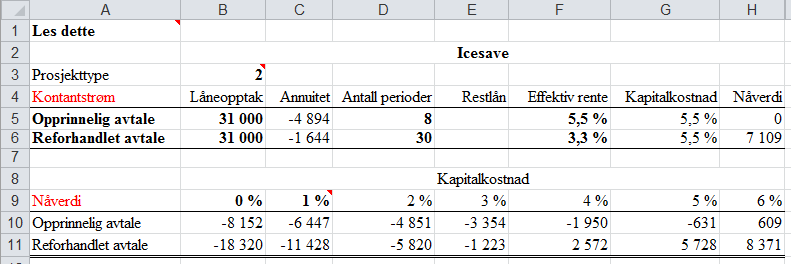 A B C D E F G H
1 Les dette
2 Icesave
3 Prosjekttype 2
4 Kontantstrøm Låneopptak Annuitet Antall perioder Restlån Effektiv rente Kapitalkostnad Nåverdi
5 Opprinnelig avtale 31 000 -4 894 8 5,5 % 5,5 % 0
6 Reforhandlet avtale 31 000 -1 644 30 3,3 % 5,5 % 7 109
7
8 Kapitalkostnad
9 Nåverdi 0 % 1 % 2 % 3 % 4 % 5 % 6 %
10 Opprinnelig avtale -8 152 -6 447 -4 851 -3 354 -1 950 -631 609
11 Reforhandlet avtale -18 320 -11 428 -5 820 -1 223 2 572 5 728 8 371